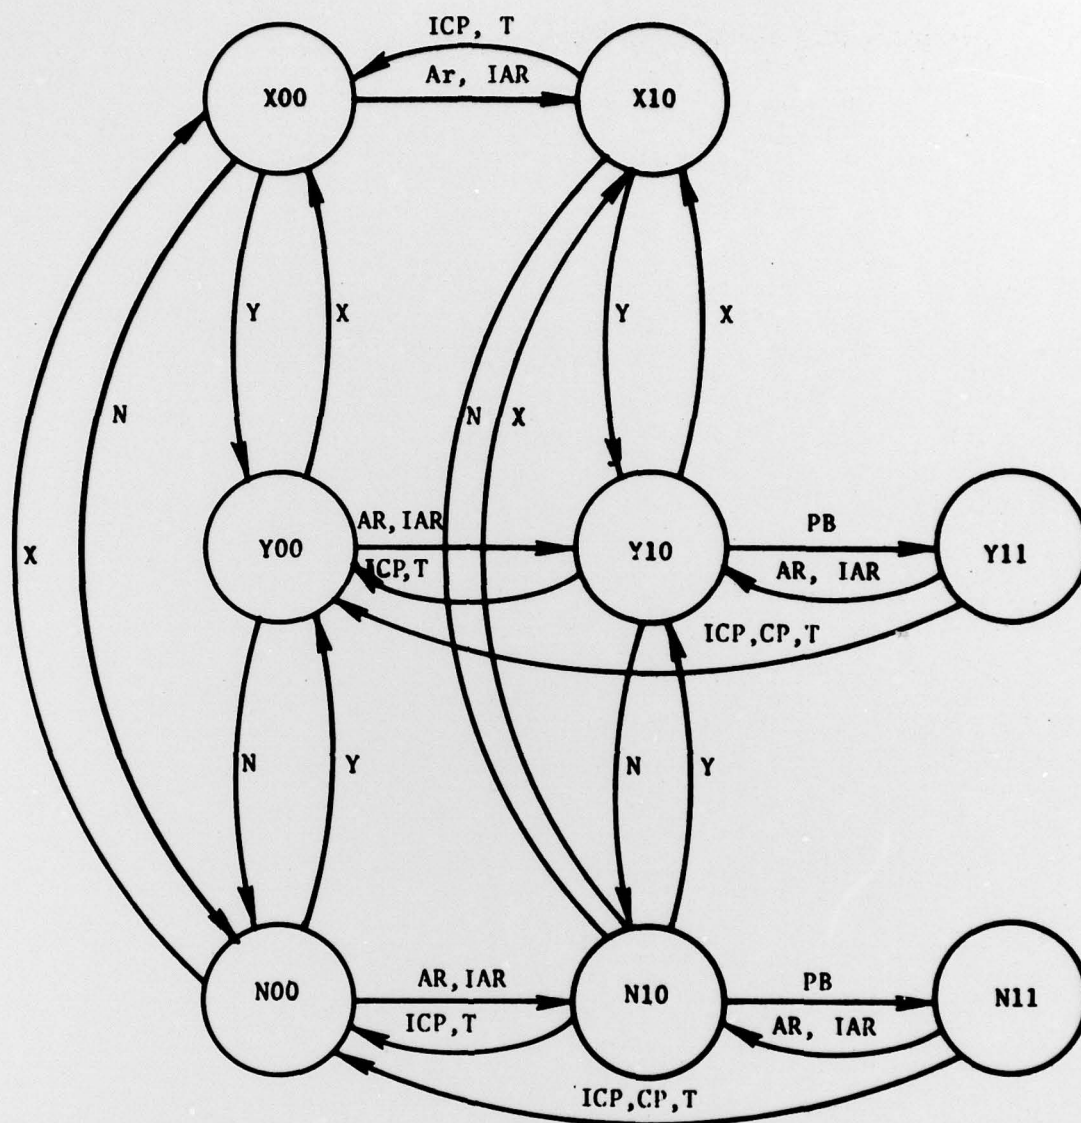 ICP, T
Ar, IAR
X00
X10
Y
X
Y
X
N
N
X
X
AR,IAR
ICP,T
Y00
Y10
PB
AR, IAR
Y11
ICP,CP,T
N
Y
N
Y
AR,IAR
ICP,T
N00
N10
PB
AR, IAR
N11
ICP,CP,T